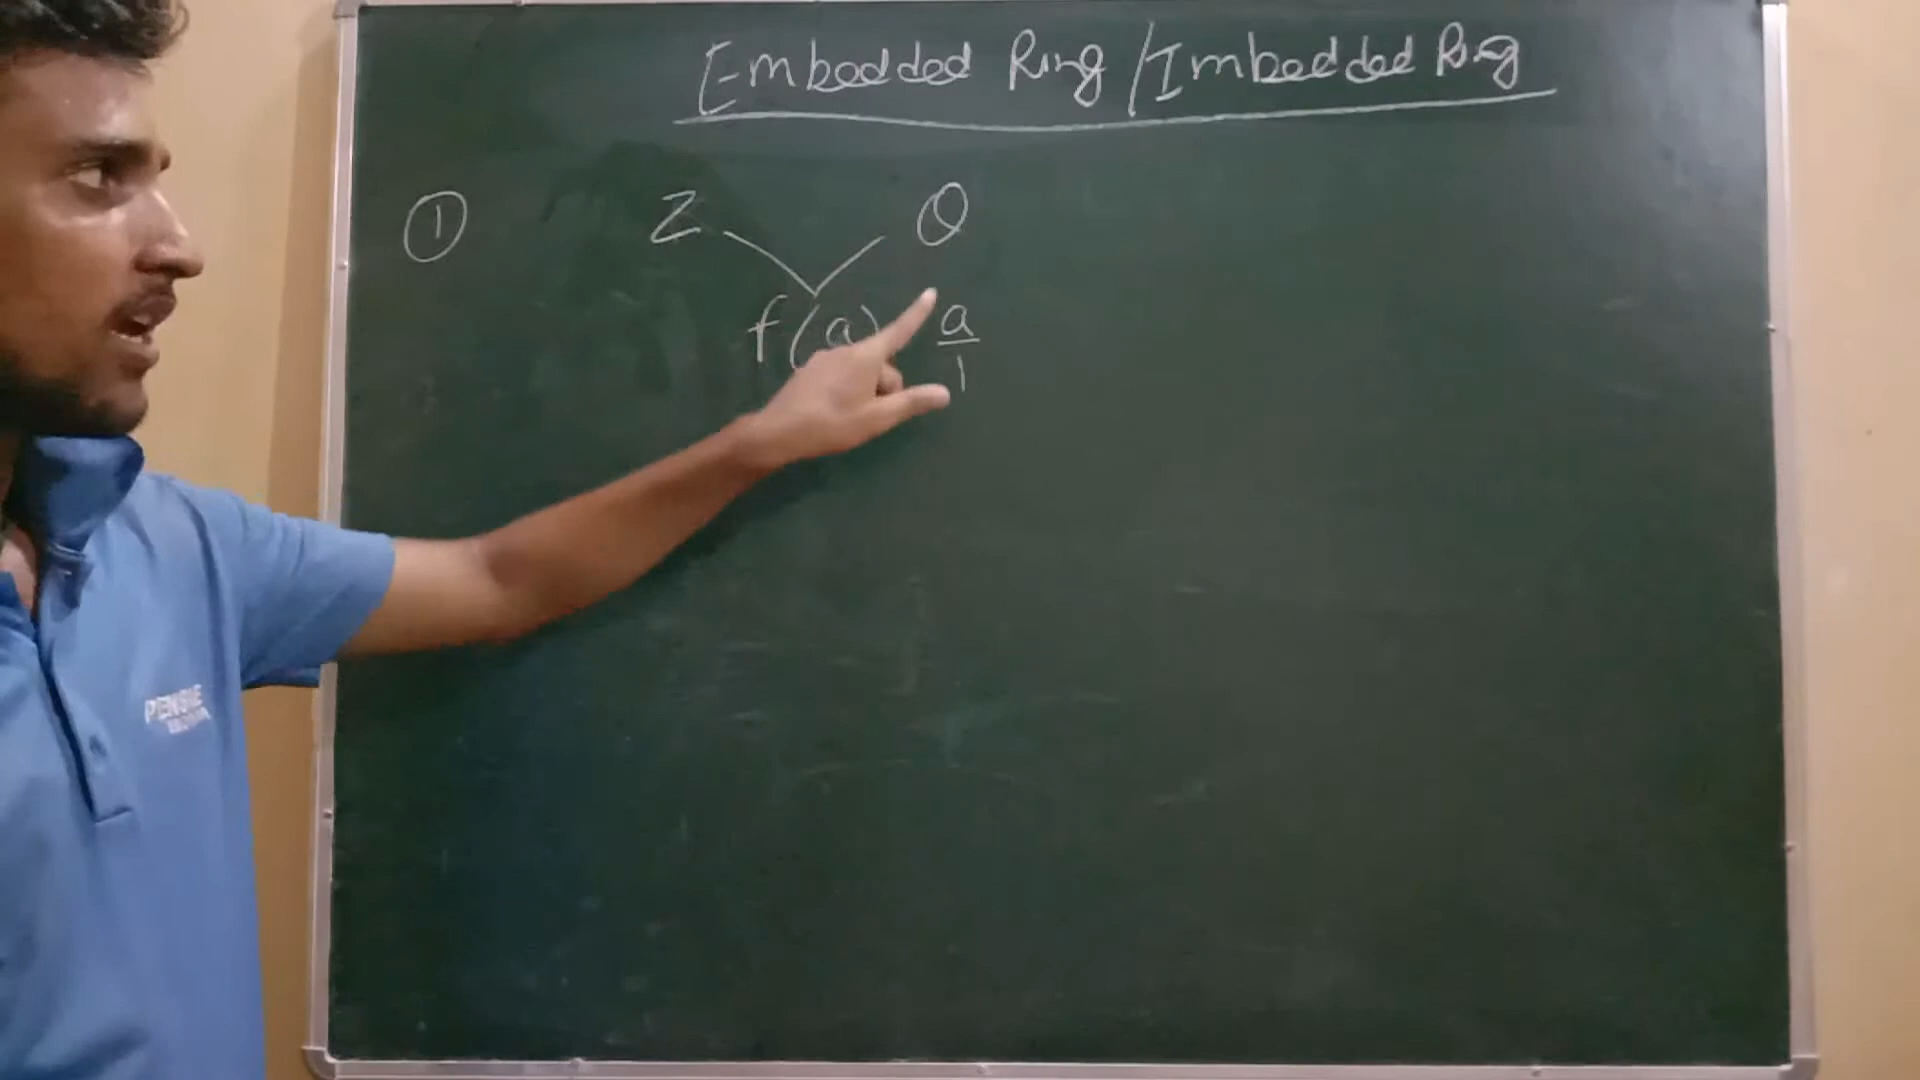 Embedded Ring / Imbedded Ring
① Z Q
f(a) a
1